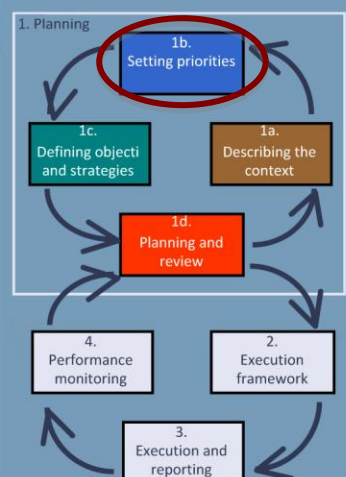 1. Planning
1b.
Setting priorities
1c.
Defining objecti
and strategies
1a.
Describing the
context
1d.
Planning and
review
4.
Performance
monitoring
2.
Execution
framework
3.
Execution and
reporting